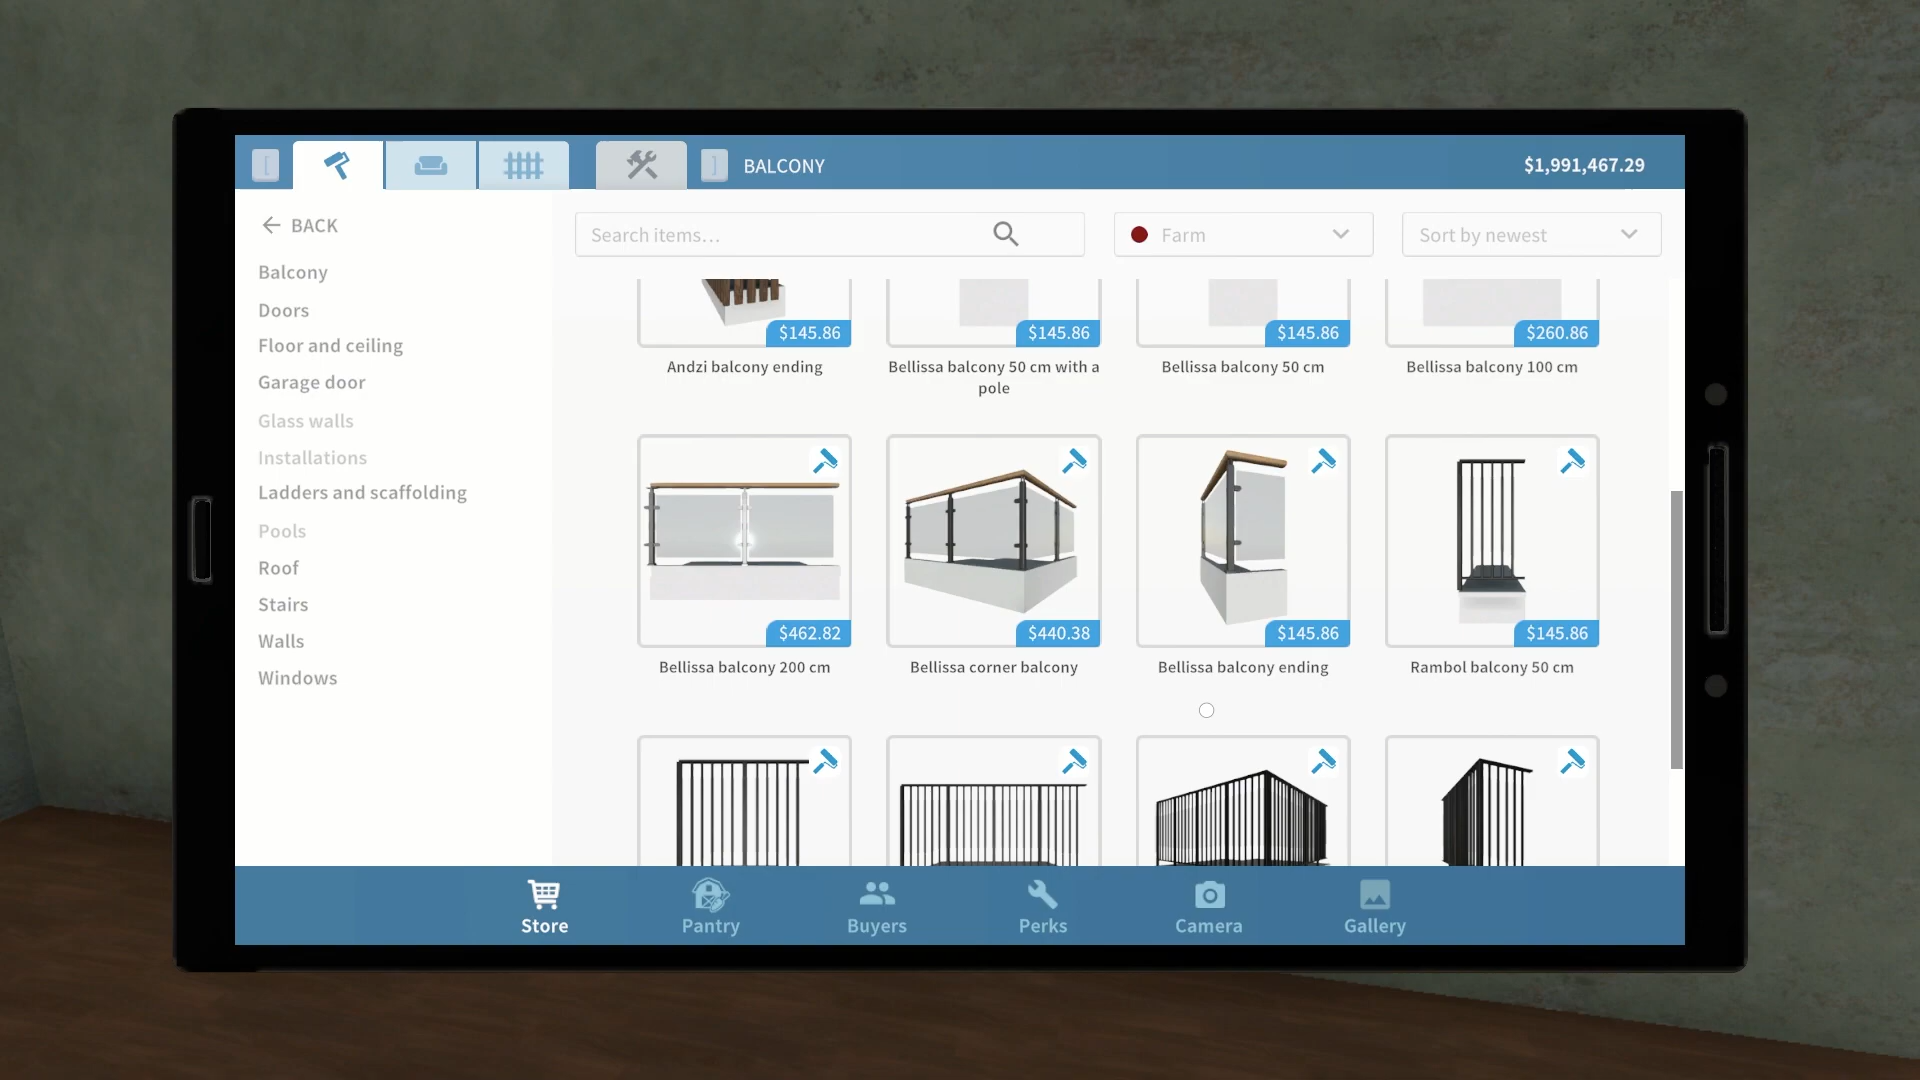 [
]
BALCONY
$1,991,467.29
BACK
Search items...
Farm
Sort by newest
Balcony
Doors
Floor and ceiling
Garage door
Glass walls
Installations
Ladders and scaffolding
Pools
Roof
Stairs
Walls
Windows
$145.86
$145.86
$145.86
$260.86
Andzi balcony ending
Bellissa balcony 50 cm with a
pole
Bellissa balcony 50 cm
Bellissa balcony 100 cm
$462.82
$440.38
$145.86
$145.86
Bellissa balcony 200 cm
Bellissa corner balcony
Bellissa balcony ending
Rambol balcony 50 cm
Store
Pantry
Buyers
Perks
Camera
Gallery